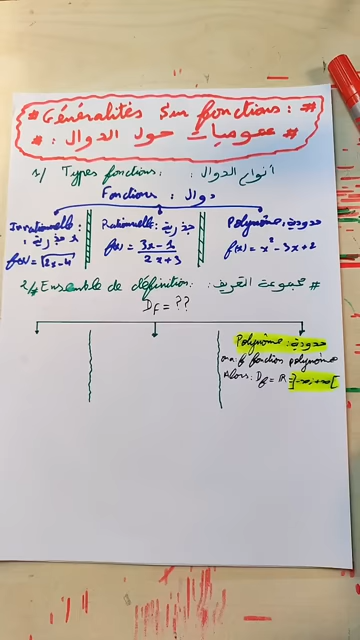 # Généralités sur fonctions: #
# عموميات حول الدوال: #
1/ Types fonctions: أنواع الدوال:
Fonctions: دوال
Irrationnelle: Rationnelle: جذرية: Polynôme: حدودية:
f(x) = √2x-4 f(x) = 3x-1 / 2x+3 f(x) = x² - 3x + 2
2/ Ensemble de définition: مجموعة التعريف: #
Df = ??
Polynôme: حدودية:
on a f fonction polynôme
Alors: Df = ℝ = ]-∞; +∞[